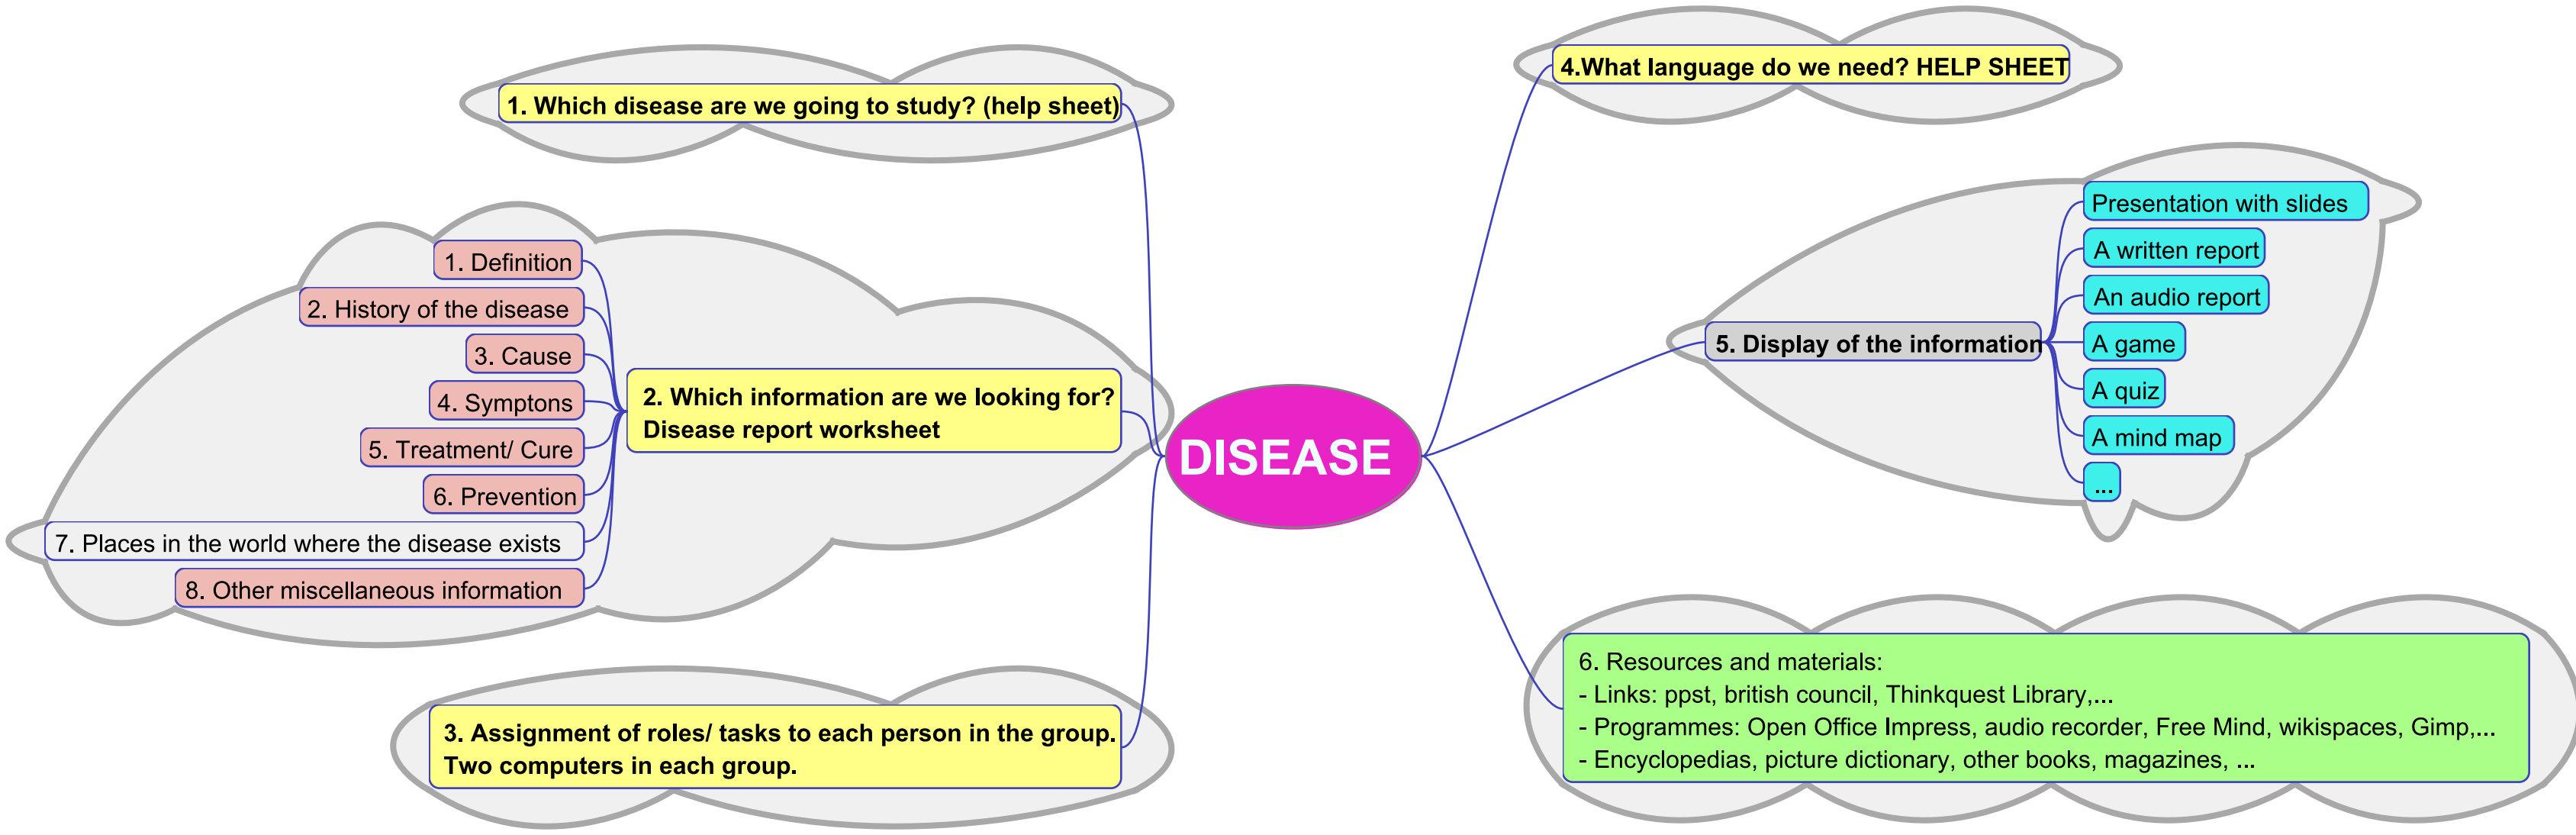 DISEASE
1. Which disease are we going to study? (help sheet)
2. Which information are we looking for?
Disease report worksheet
1. Definition
2. History of the disease
3. Cause
4. Symptons
5. Treatment/ Cure
6. Prevention
7. Places in the world where the disease exists
8. Other miscellaneous information
3. Assignment of roles/ tasks to each person in the group.
Two computers in each group.
4.What language do we need? HELP SHEET
5. Display of the information
Presentation with slides
A written report
An audio report
A game
A quiz
A mind map
...
6. Resources and materials:
- Links: ppst, british council, Thinkquest Library,...
- Programmes: Open Office Impress, audio recorder, Free Mind, wikispaces, Gimp,...
- Encyclopedias, picture dictionary, other books, magazines, ...